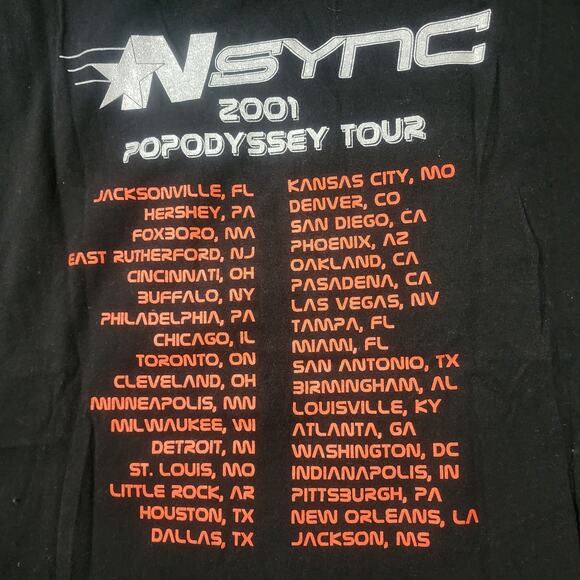 NSYNC
2001
POPODYSSEY TOUR
JACKSONVILLE, FL
HERSHEY, PA
FOXBORO, MA
EAST RUTHERFORD, NJ
CINCINNATI, OH
BUFFALO, NY
PHILADELPHIA, PA
CHICAGO, IL
TORONTO, ON
CLEVELAND, OH
MINNEAPOLIS, MN
MILWAUKEE, WI
DETROIT, MI
ST. LOUIS, MO
LITTLE ROCK, AR
HOUSTON, TX
DALLAS, TX
KANSAS CITY, MO
DENVER, CO
SAN DIEGO, CA
PHOENIX, AZ
OAKLAND, CA
PASADENA, CA
LAS VEGAS, NV
TAMPA, FL
MIAMI, FL
SAN ANTONIO, TX
BIRMINGHAM, AL
LOUISVILLE, KY
ATLANTA, GA
WASHINGTON, DC
INDIANAPOLIS, IN
PITTSBURGH, PA
NEW ORLEANS, LA
JACKSON, MS